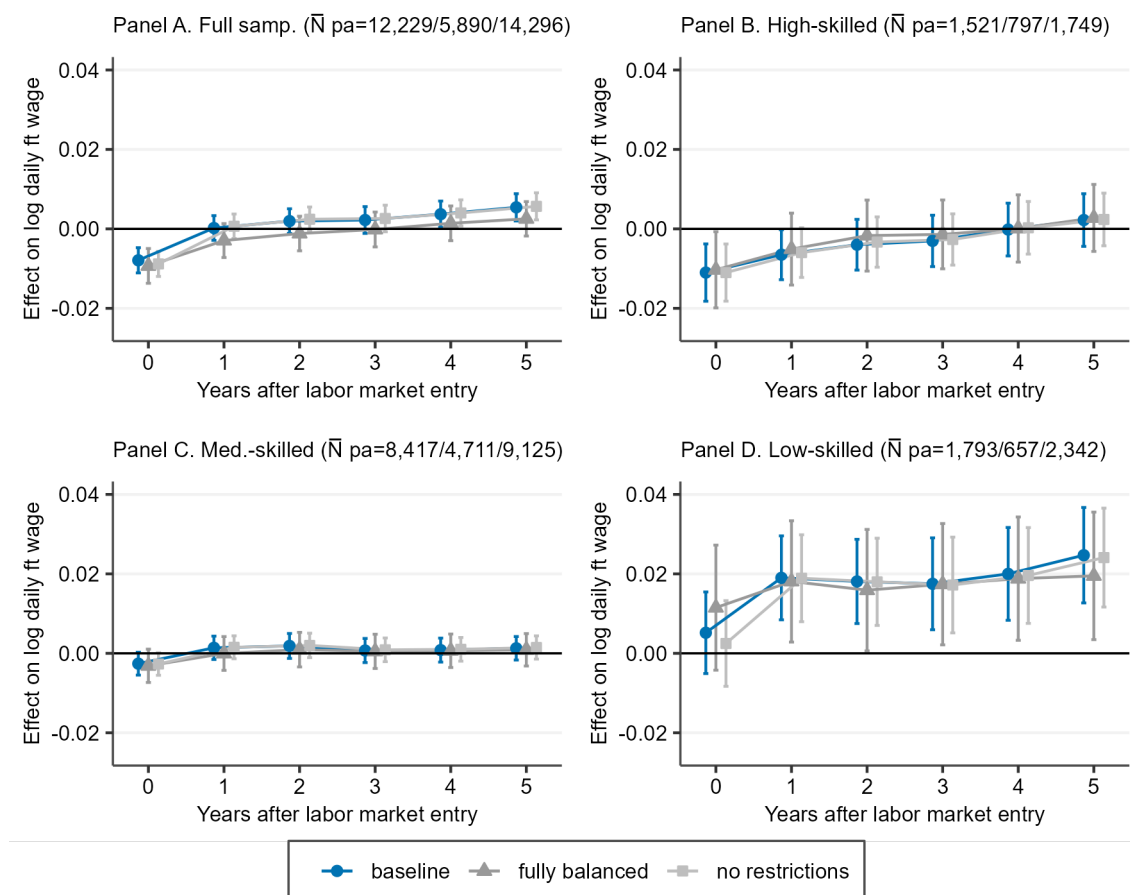 Panel A. Full samp. (N̅ pa=12,229/5,890/14,296)
Effect on log daily ft wage
0.04
0.02
0.00
-0.02
0 1 2 3 4 5
Years after labor market entry
Panel B. High-skilled (N̅ pa=1,521/797/1,749)
Effect on log daily ft wage
0.04
0.02
0.00
-0.02
0 1 2 3 4 5
Years after labor market entry
Panel C. Med.-skilled (N̅ pa=8,417/4,711/9,125)
Effect on log daily ft wage
0.04
0.02
0.00
-0.02
0 1 2 3 4 5
Years after labor market entry
Panel D. Low-skilled (N̅ pa=1,793/657/2,342)
Effect on log daily ft wage
0.04
0.02
0.00
-0.02
0 1 2 3 4 5
Years after labor market entry
baseline fully balanced no restrictions